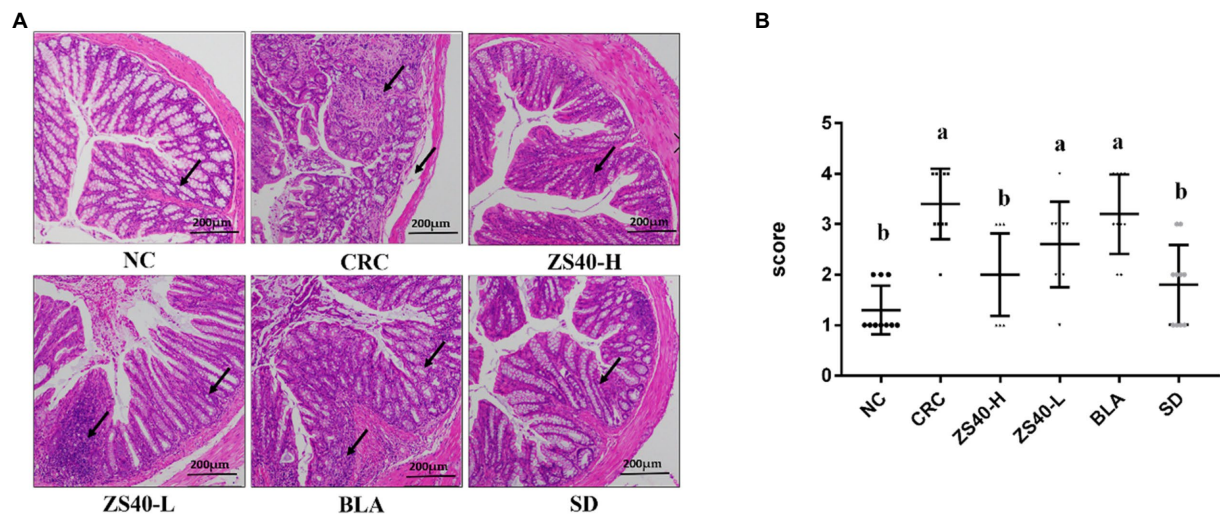 A
B
200μm
200μm
200μm
NC
CRC
ZS40-H
200μm
200μm
200μm
ZS40-L
BLA
SD
score
5
4
3
2
1
0
b
a
b
a
a
b
NC
CRC
ZS40-H
ZS40-L
BLA
SD